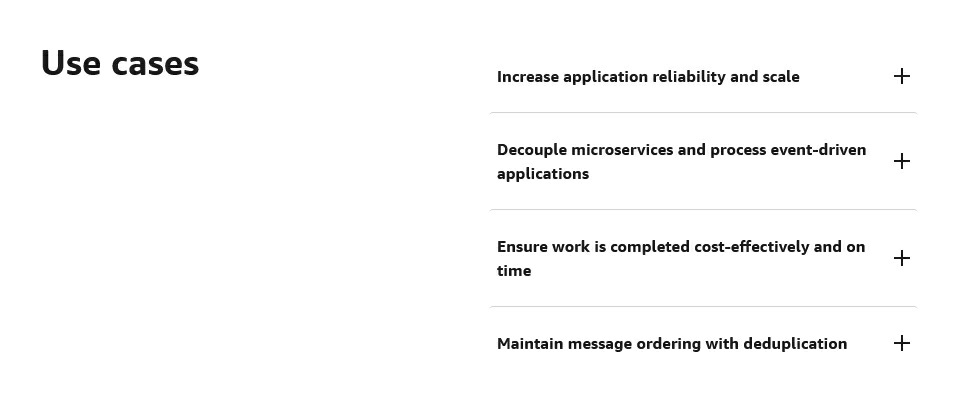 Use cases
Increase application reliability and scale
Decouple microservices and process event-driven
applications
Ensure work is completed cost-effectively and on
time
Maintain message ordering with deduplication